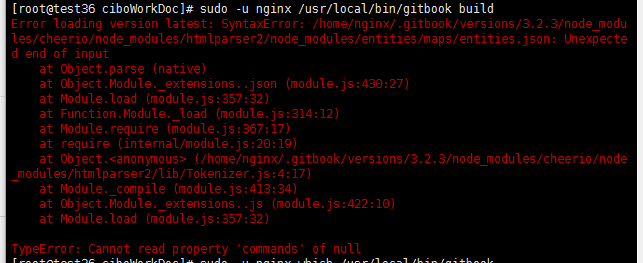 [root@test36 ciboWorkDoc]# sudo -u nginx /usr/local/bin/gitbook build
Error loading version latest: SyntaxError: /home/nginx/.gitbook/versions/3.2.3/node_modu
les/cheerio/node_modules/htmlparser2/node_modules/entities/maps/entities.json: Unexpecte
d end of input
    at Object.parse (native)
    at Object.Module._extensions..json (module.js:430:27)
    at Module.load (module.js:357:32)
    at Function.Module._load (module.js:314:12)
    at Module.require (module.js:367:17)
    at require (internal/module.js:20:19)
    at Object.<anonymous> (/home/nginx/.gitbook/versions/3.2.3/node_modules/cheerio/node
_modules/htmlparser2/lib/Tokenizer.js:4:17)
    at Module._compile (module.js:413:34)
    at Object.Module._extensions..js (module.js:422:10)
    at Module.load (module.js:357:32)
TypeError: Cannot read property 'commands' of null
[root@test36 ciboWorkDoc]# sudo -u nginx which /usr/local/bin/gitbook